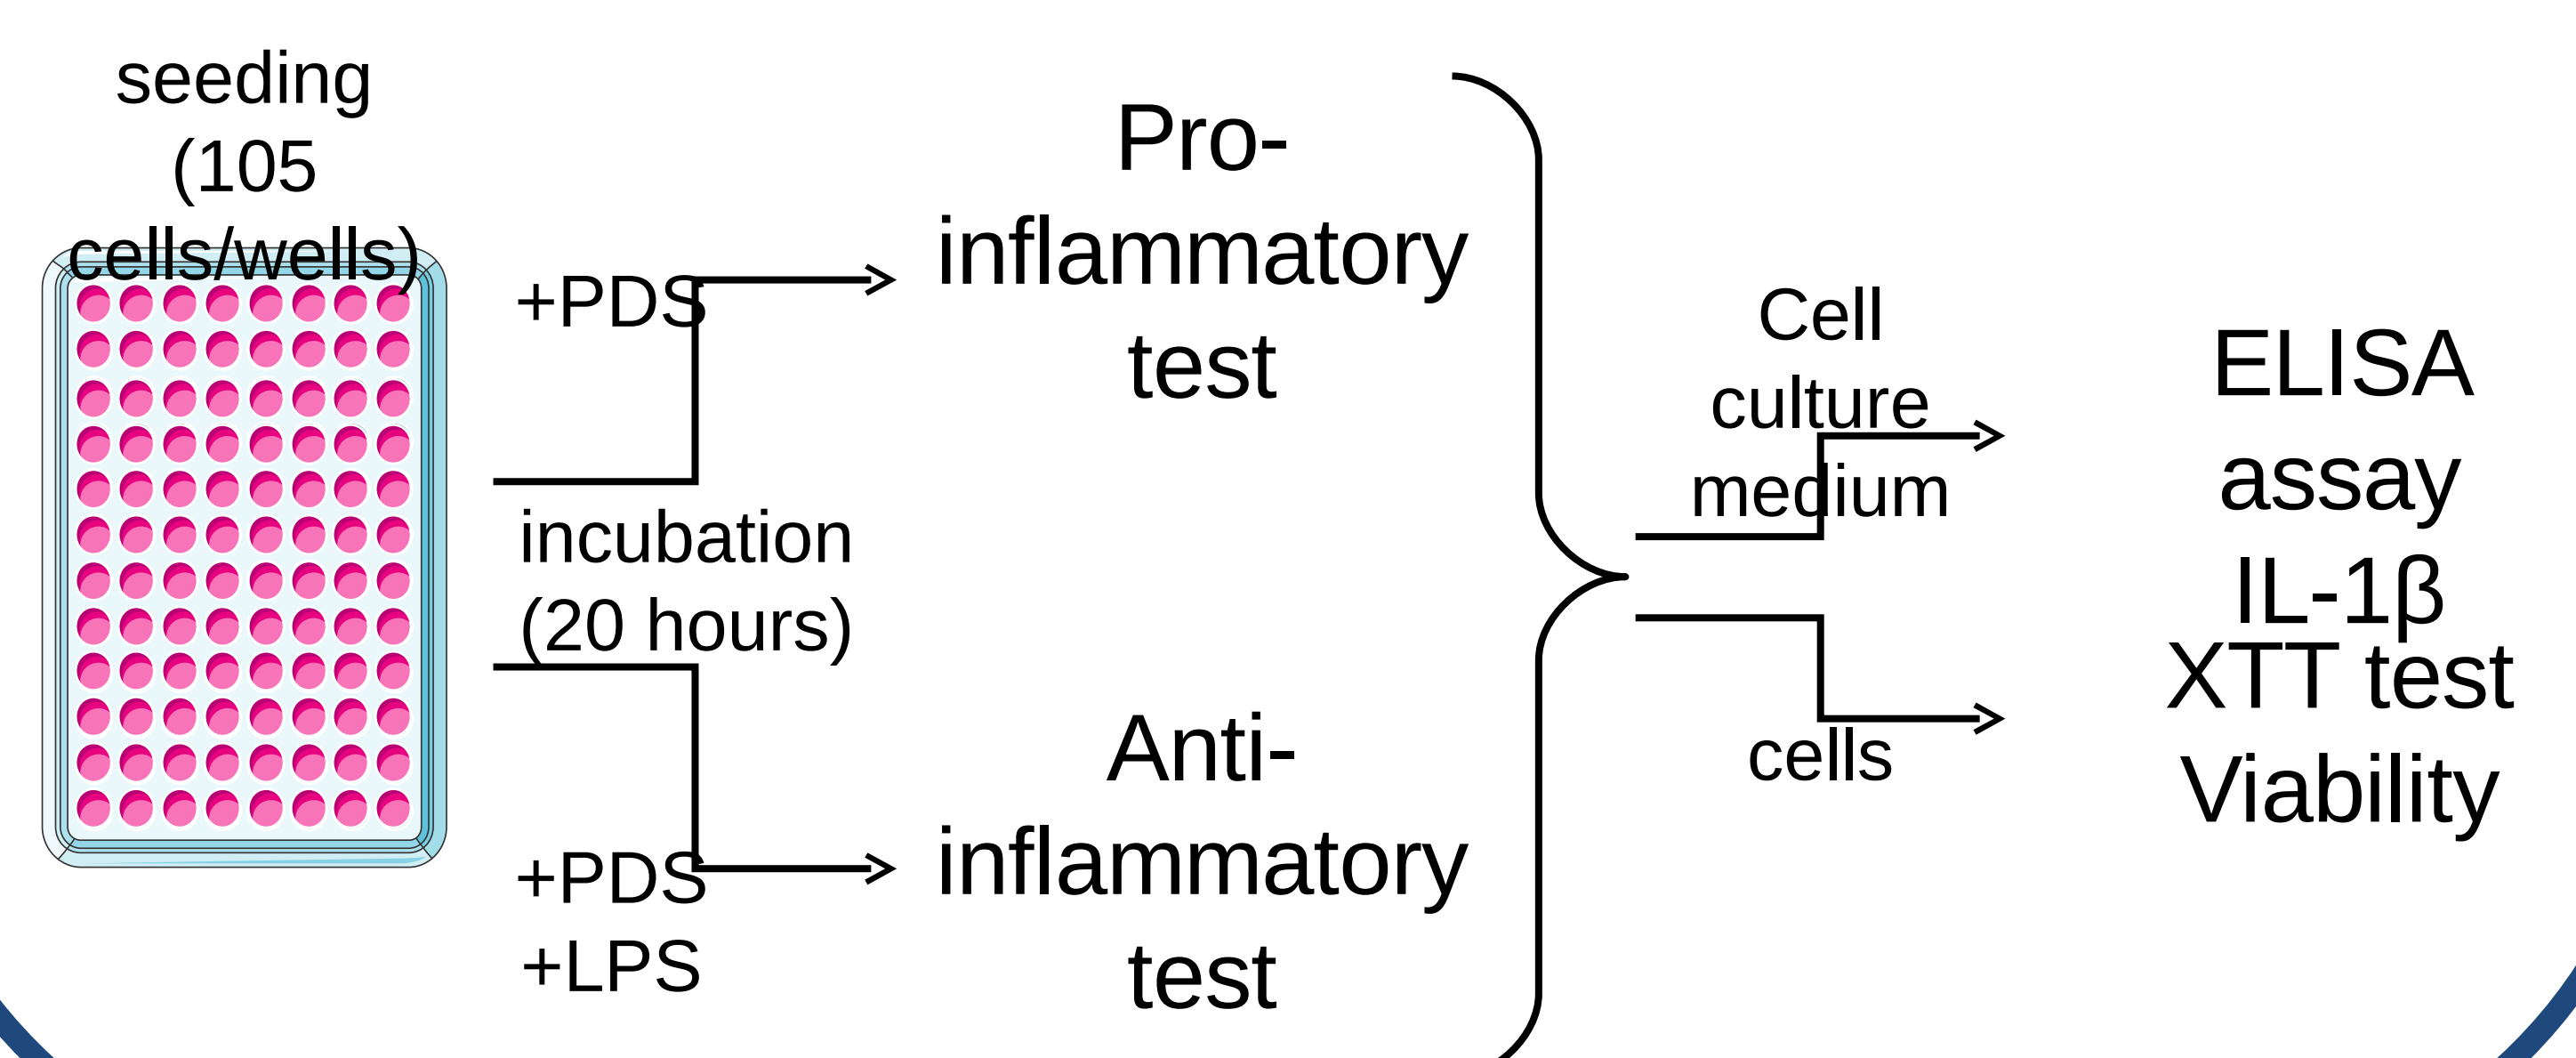 seeding
(105
cells/wells)
+PDS
incubation
(20 hours)
+PDS
+LPS
Pro-
inflammatory
test
Anti-
inflammatory
test
Cell
culture
medium
cells
ELISA
assay
IL-1β
XTT test
Viability